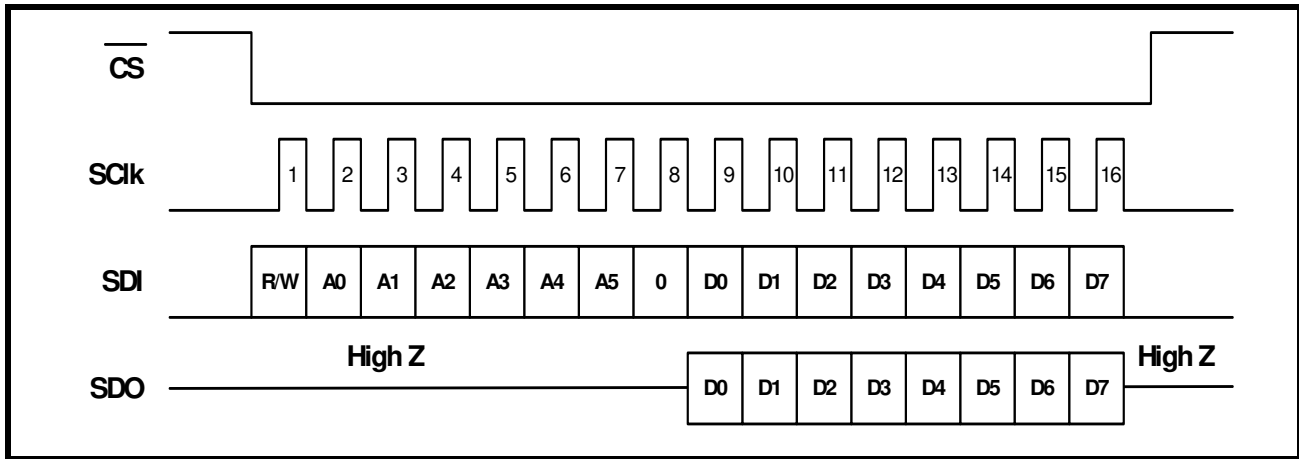 CS
SClk 1 2 3 4 5 6 7 8 9 10 11 12 13 14 15 16
SDI R/W A0 A1 A2 A3 A4 A5 0 D0 D1 D2 D3 D4 D5 D6 D7
High Z High Z
SDO D0 D1 D2 D3 D4 D5 D6 D7